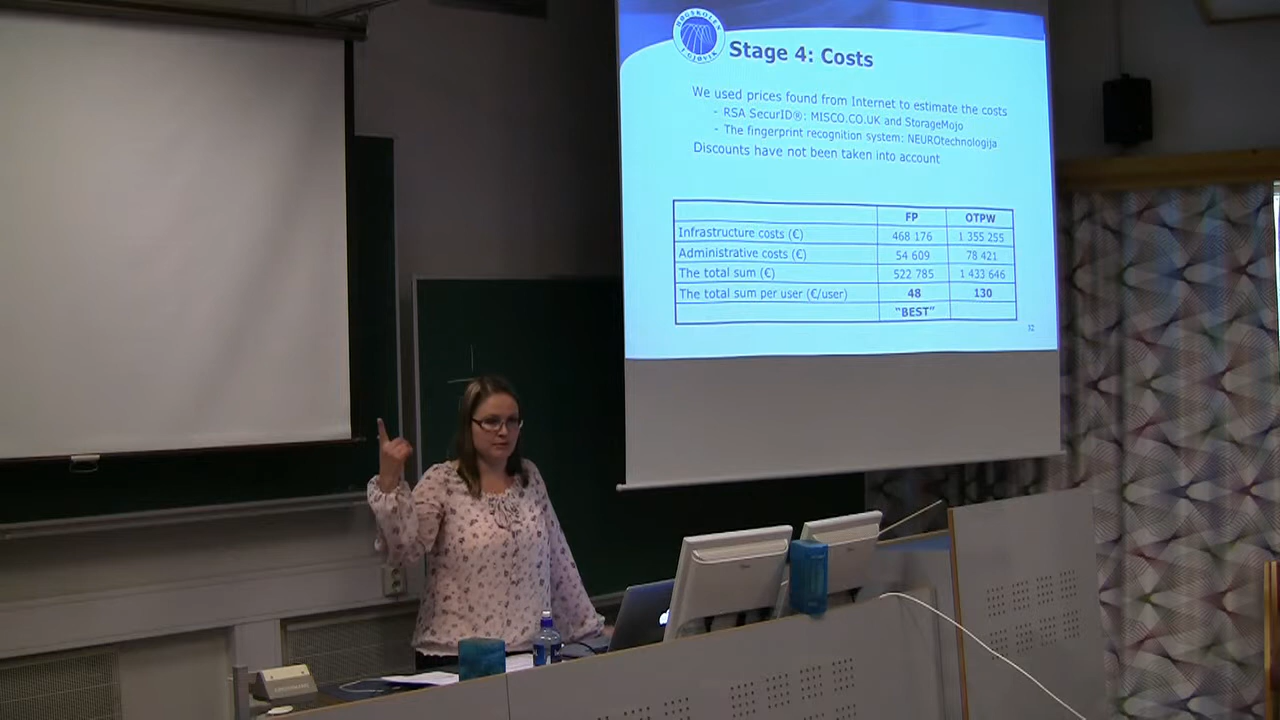 HØGSKOLEN I GJØVIK
Stage 4: Costs
We used prices found from Internet to estimate the costs
- RSA SecurID®: MISCO.CO.UK and StorageMojo
- The fingerprint recognition system: NEUROtechnologija
Discounts have not been taken into account
FP OTPW
Infrastructure costs (€) 468 176 1 355 255
Administrative costs (€) 54 609 78 421
The total sum (€) 522 785 1 433 646
The total sum per user (€/user) 48 130
"BEST"
32